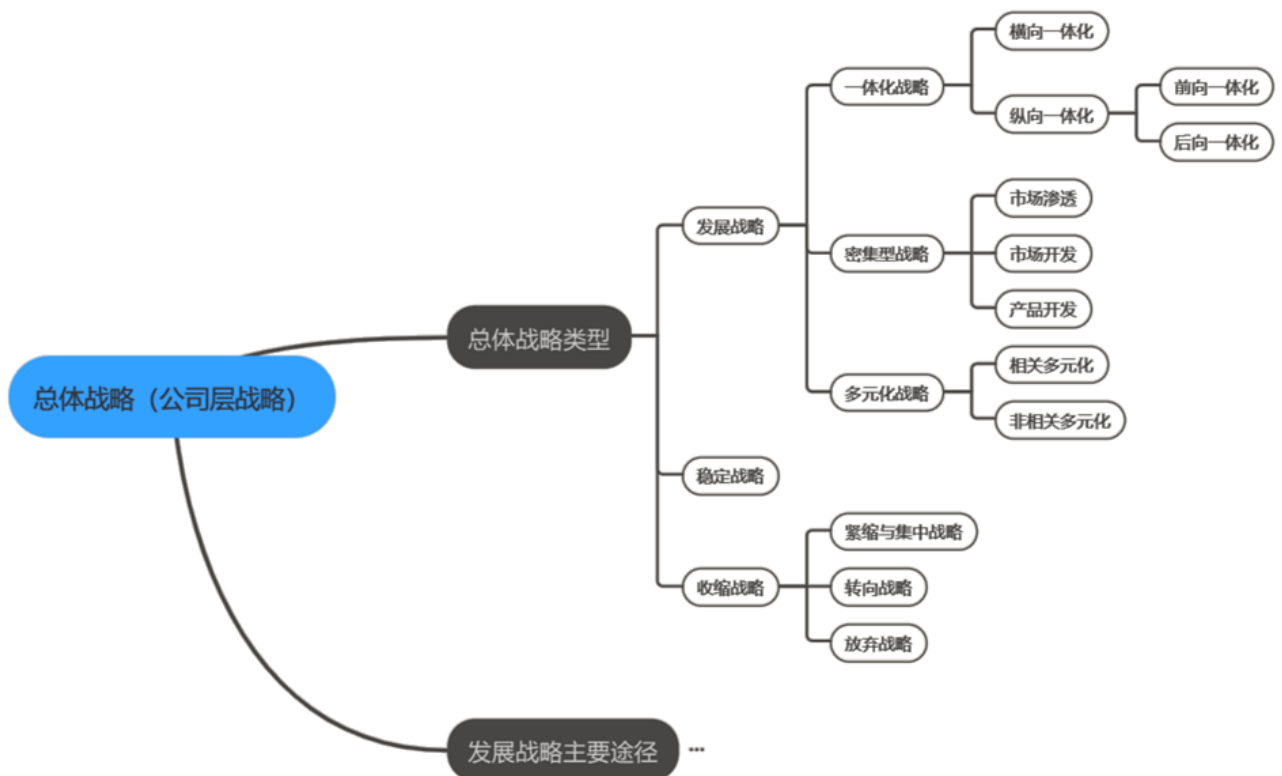 总体战略（公司层战略）
总体战略类型
发展战略
一体化战略
横向一体化
纵向一体化
前向一体化
后向一体化
密集型战略
市场渗透
市场开发
产品开发
多元化战略
相关多元化
非相关多元化
稳定战略
收缩战略
紧缩与集中战略
转向战略
放弃战略
发展战略主要途径 ...